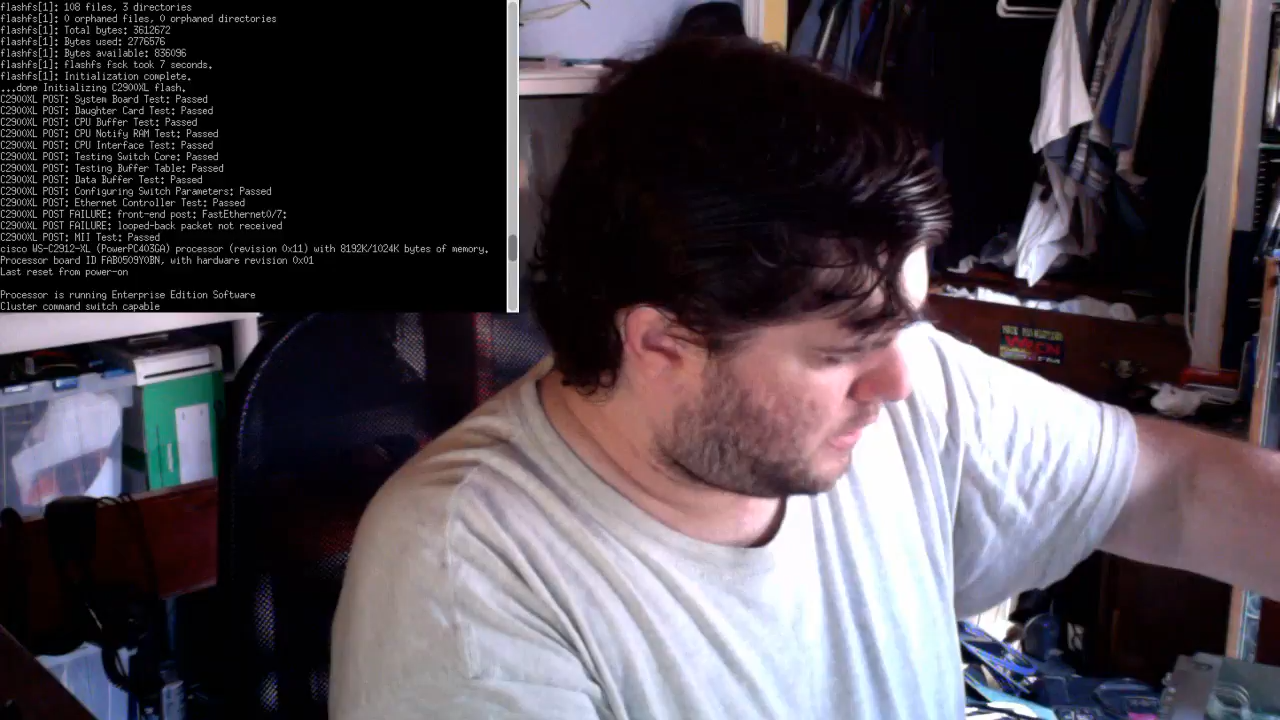 flashfs[1]: 108 files, 3 directories
flashfs[1]: 0 orphaned files, 0 orphaned directories
flashfs[1]: Total bytes: 3612672
flashfs[1]: Bytes used: 2776576
flashfs[1]: Bytes available: 836096
flashfs[1]: flashfs fsck took 7 seconds.
flashfs[1]: Initialization complete.
...done Initializing C2900XL flash.
C2900XL POST: System Board Test: Passed
C2900XL POST: Daughter Card Test: Passed
C2900XL POST: CPU Buffer Test: Passed
C2900XL POST: CPU Notify RAM Test: Passed
C2900XL POST: CPU Interface Test: Passed
C2900XL POST: Testing Switch Core: Passed
C2900XL POST: Testing Buffer Table: Passed
C2900XL POST: Data Buffer Test: Passed
C2900XL POST: Configuring Switch Parameters: Passed
C2900XL POST: Ethernet Controller Test: Passed
C2900XL POST FAILURE: front-end post: FastEthernet0/7:
C2900XL POST FAILURE: looped-back packet not received
C2900XL POST: MII Test: Passed
cisco WS-C2912-XL (PowerPC403GA) processor (revision 0x11) with 8192K/1024K bytes of memory.
Processor board ID FAB0509Y0BN, with hardware revision 0x01
Last reset from power-on
Processor is running Enterprise Edition Software
Cluster command switch capable